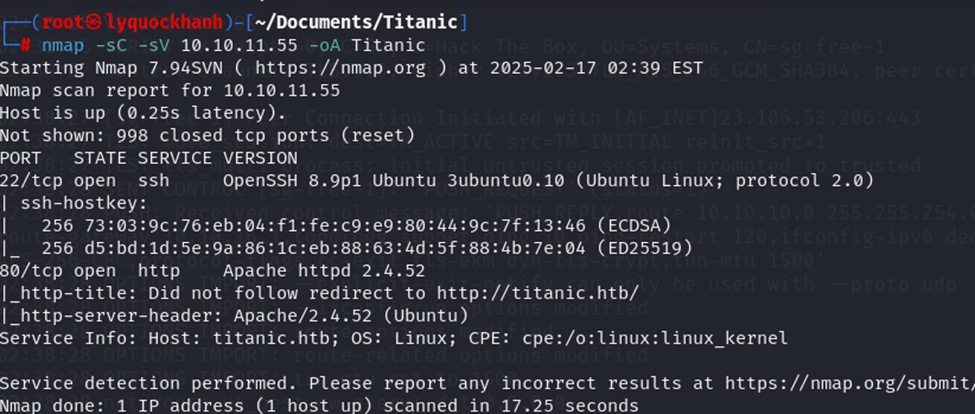 (root㉿lyquockhanh)-[~/Documents/Titanic]
# nmap -sC -sV 10.10.11.55 -oA Titanic
Starting Nmap 7.94SVN ( https://nmap.org ) at 2025-02-17 02:39 EST
Nmap scan report for 10.10.11.55
Host is up (0.25s latency).
Not shown: 998 closed tcp ports (reset)
PORT   STATE SERVICE VERSION
22/tcp open  ssh     OpenSSH 8.9p1 Ubuntu 3ubuntu0.10 (Ubuntu Linux; protocol 2.0)
| ssh-hostkey:
|   256 73:03:9c:76:eb:04:f1:fe:c9:e9:80:44:9c:7f:13:46 (ECDSA)
|_  256 d5:bd:1d:5e:9a:86:1c:eb:88:63:4d:5f:88:4b:7e:04 (ED25519)
80/tcp open  http    Apache httpd 2.4.52
|_http-title: Did not follow redirect to http://titanic.htb/
|_http-server-header: Apache/2.4.52 (Ubuntu)
Service Info: Host: titanic.htb; OS: Linux; CPE: cpe:/o:linux:linux_kernel
Service detection performed. Please report any incorrect results at https://nmap.org/submit/
Nmap done: 1 IP address (1 host up) scanned in 17.25 seconds